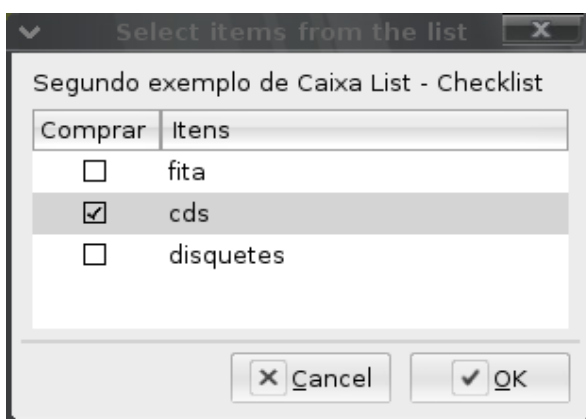 Select items from the list
Segundo exemplo de Caixa List - Checklist
Comprar Itens
fita
cds
disquetes
Cancel OK